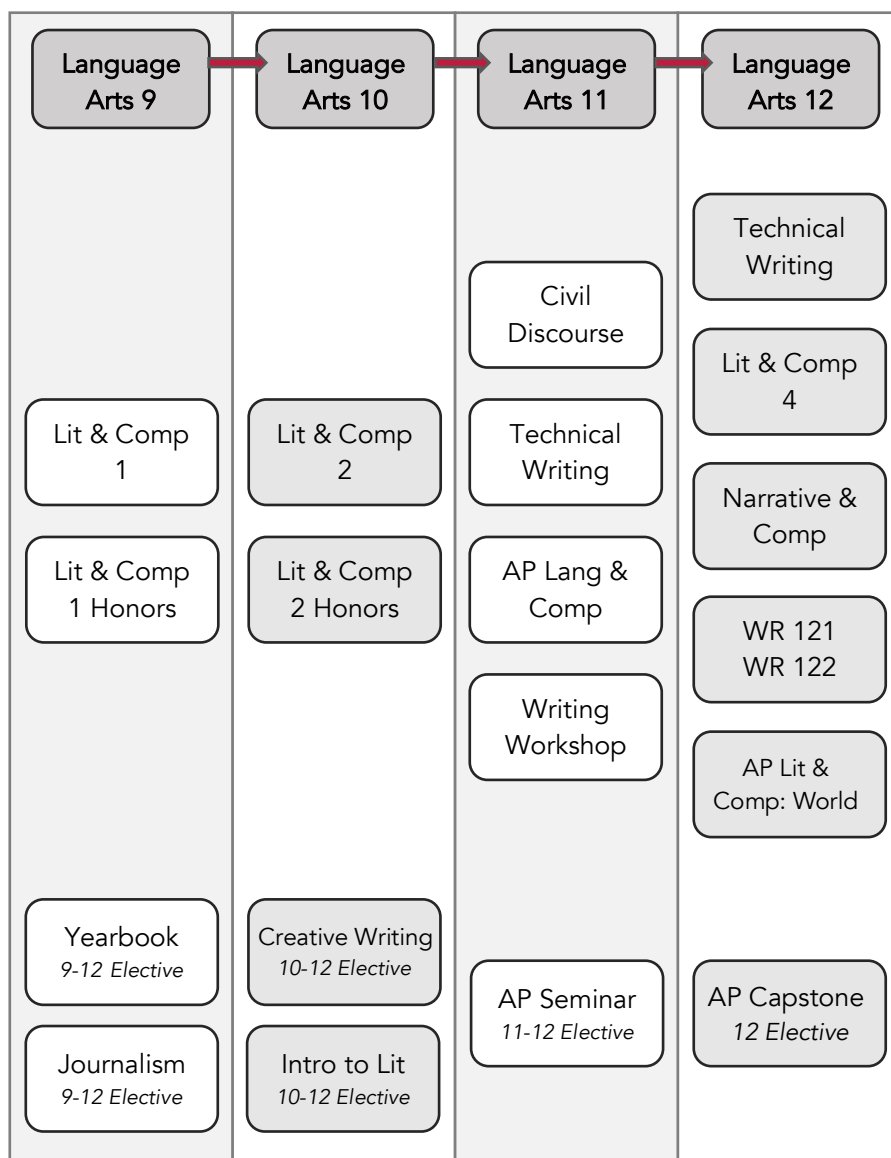 Language
Arts 9
Language
Arts 10
Language
Arts 11
Language
Arts 12
Lit & Comp
1
Lit & Comp
1 Honors
Yearbook
9-12 Elective
Journalism
9-12 Elective
Lit & Comp
2
Lit & Comp
2 Honors
Creative Writing
10-12 Elective
Intro to Lit
10-12 Elective
Civil
Discourse
Technical
Writing
AP Lang &
Comp
Writing
Workshop
AP Seminar
11-12 Elective
Technical
Writing
Lit & Comp
4
Narrative &
Comp
WR 121
WR 122
AP Lit &
Comp: World
AP Capstone
12 Elective